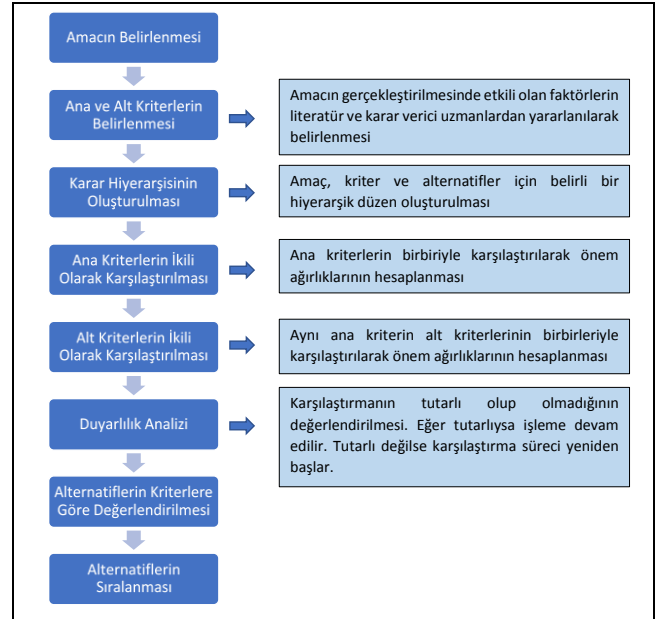 Amacın Belirlenmesi
Ana ve Alt Kriterlerin
Belirlenmesi
Amacın gerçekleştirilmesinde etkili olan faktörlerin
literatür ve karar verici uzmanlardan yararlanılarak
belirlenmesi
Karar Hiyerarşisinin
Oluşturulması
Amaç, kriter ve alternatifler için belirli bir
hiyerarşik düzen oluşturulması
Ana Kriterlerin İkili
Olarak Karşılaştırılması
Ana kriterlerin birbiriyle karşılaştırılarak önem
ağırlıklarının hesaplanması
Alt Kriterlerin İkili
Olarak Karşılaştırılması
Aynı ana kriterin alt kriterlerinin birbirleriyle
karşılaştırılarak önem ağırlıklarının hesaplanması
Duyarlılık Analizi
Karşılaştırmanın tutarlı olup olmadığının
değerlendirilmesi. Eğer tutarlıysa işleme devam
edilir. Tutarlı değilse karşılaştırma süreci yeniden
başlar.
Alternatiflerin Kriterlere
Göre Değerlendirilmesi
Alternatiflerin
Sıralanması